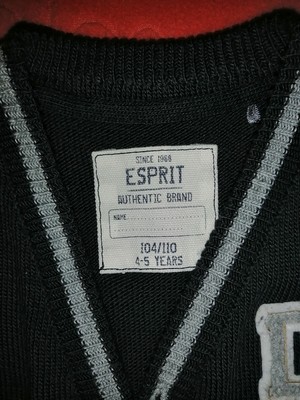 SINCE 1968
ESPRIT
AUTHENTIC BRAND
NAME
104/110
4-5 YEARS